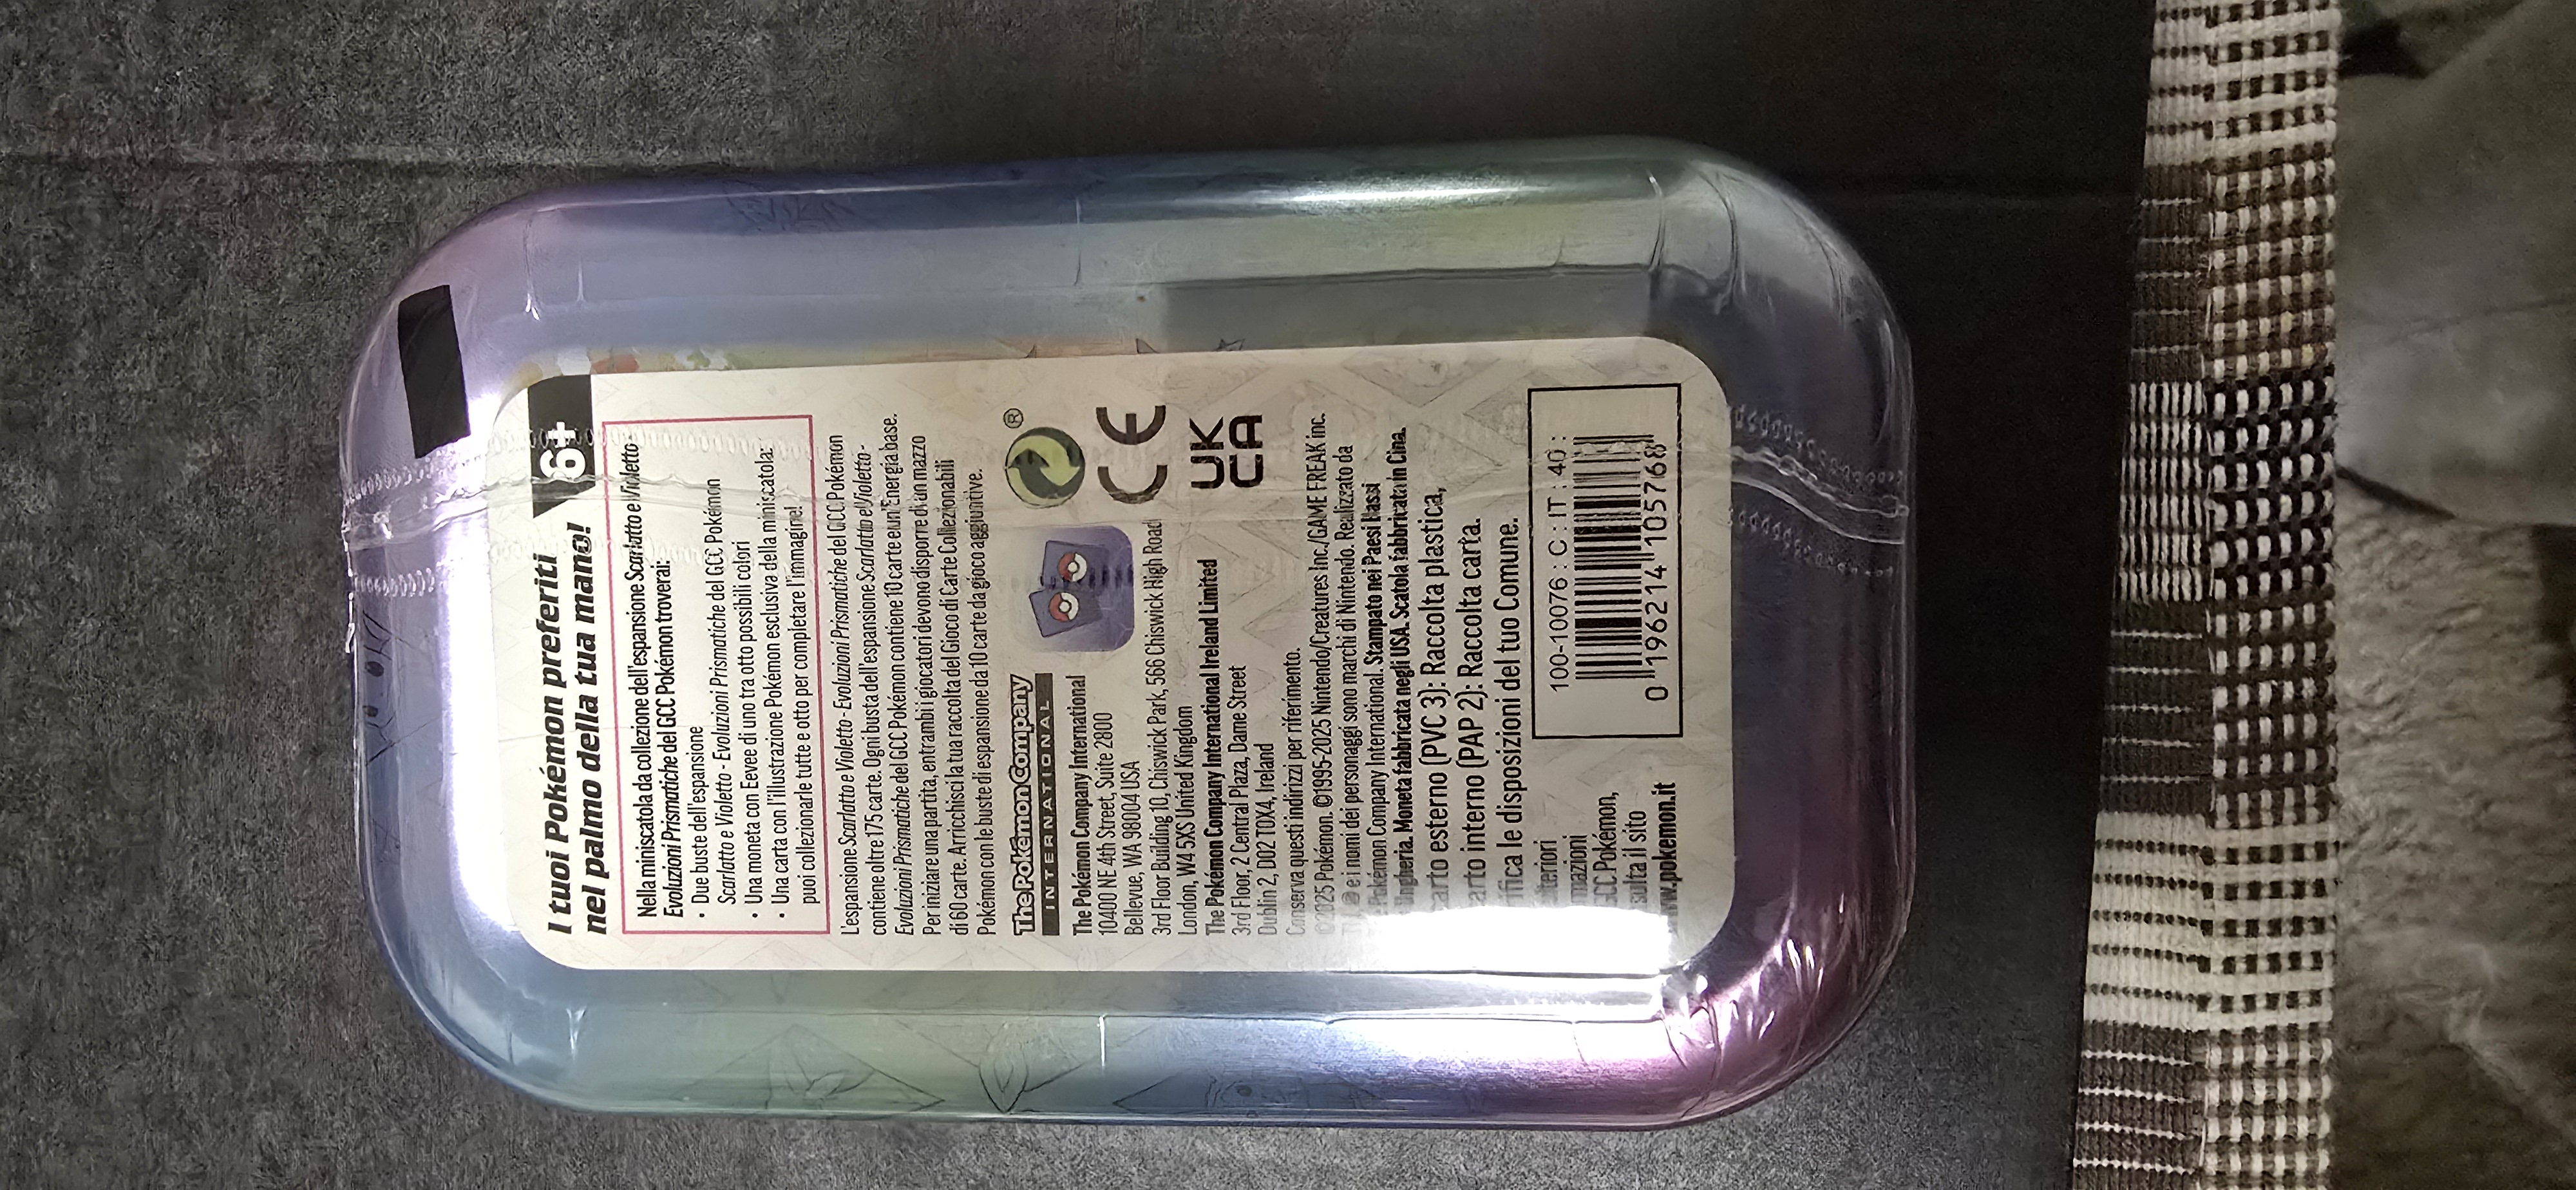 I tuoi Pokémon preferiti
nel palmo della tua mano!
6+
Nella miniscatola da collezione dell'espansione Scarlatto e Violetto -
Evoluzioni Prismatiche del GCC Pokémon troverai:
• Due buste dell'espansione
Scarlatto e Violetto - Evoluzioni Prismatiche del GCC Pokémon
• Una moneta con Eevee di uno tra otto possibili colori
• Una carta con l'illustrazione Pokémon esclusiva della miniscatola:
puoi collezionarle tutte e otto per completare l'immagine!
L'espansione Scarlatto e Violetto - Evoluzioni Prismatiche del GCC Pokémon
contiene oltre 175 carte. Ogni busta dell'espansione Scarlatto e Violetto -
Evoluzioni Prismatiche del GCC Pokémon contiene 10 carte e un'Energia base.
Per iniziare una partita, entrambi i giocatori devono disporre di un mazzo
di 60 carte. Arricchisci la tua raccolta del Gioco di Carte Collezionabili
Pokémon con le buste di espansione da 10 carte da gioco aggiuntive.
The Pokémon Company
INTERNATIONAL
®
CE
UK
CA
The Pokémon Company International
10400 NE 4th Street, Suite 2800
Bellevue, WA 98004 USA
3rd Floor Building 10, Chiswick Park, 566 Chiswick High Road
London, W4 5XS United Kingdom
The Pokémon Company International Ireland Limited
3rd Floor, 2 Central Plaza, Dame Street
Dublin 2, D02 T0X4, Ireland
Conserva questi indirizzi per riferimento.
©2025 Pokémon. ©1995-2025 Nintendo/Creatures Inc./GAME FREAK inc.
e i nomi dei personaggi sono marchi di Nintendo. Realizzato da
Pokémon Company International. Stampato nei Paesi Bassi
Ungheria. Moneta fabbricata negli USA. Scatola fabbricata in Cina.
arto esterno (PVC 3): Raccolta plastica,
arto interno (PAP 2): Raccolta carta.
ifica le disposizioni del tuo Comune.
lteriori
mazioni
GCC Pokémon,
sulta il sito
www.pokemon.it
100-10076 : C : IT : 40 :
0 196214 105768